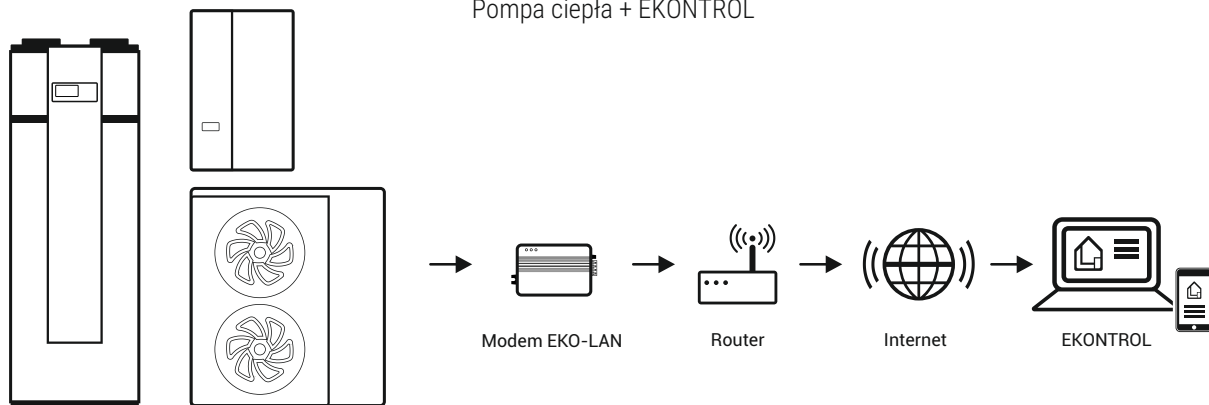 Pompa ciepła + EKONTROL
Modem EKO-LAN
Router
Internet
EKONTROL